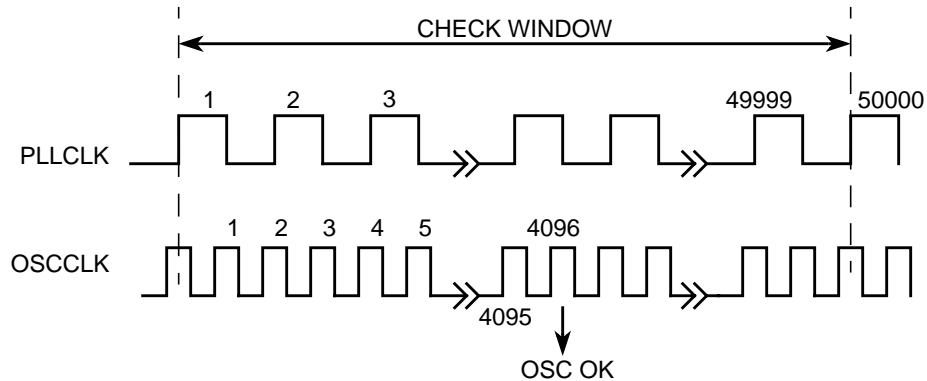 CHECK WINDOW
1 2 3 49999 50000
PLLCLK
1 2 3 4 5 4096
OSCCLK
4095
OSC OK